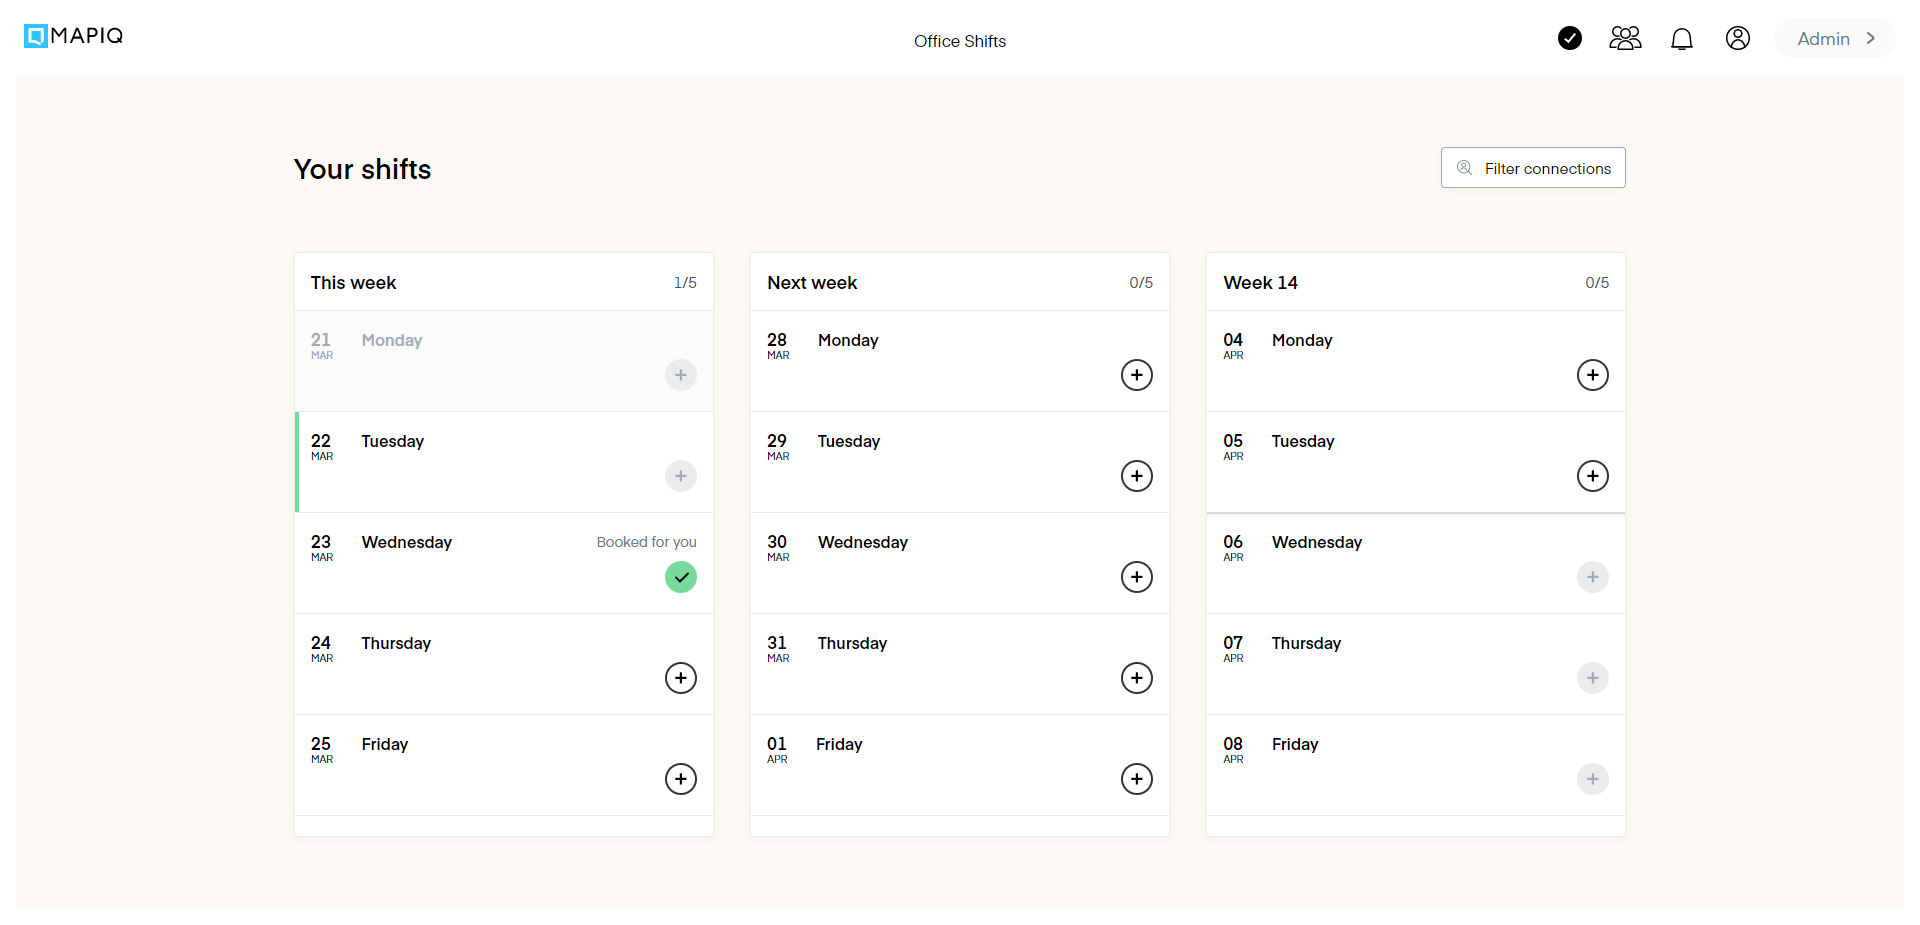 MAPIQ
Office Shifts
Admin
Your shifts
Filter connections
This week 1/5
21 Monday
MAR
22 Tuesday
MAR
23 Wednesday Booked for you
MAR
24 Thursday
MAR
25 Friday
MAR
Next week 0/5
28 Monday
MAR
29 Tuesday
MAR
30 Wednesday
MAR
31 Thursday
MAR
01 Friday
APR
Week 14 0/5
04 Monday
APR
05 Tuesday
APR
06 Wednesday
APR
07 Thursday
APR
08 Friday
APR